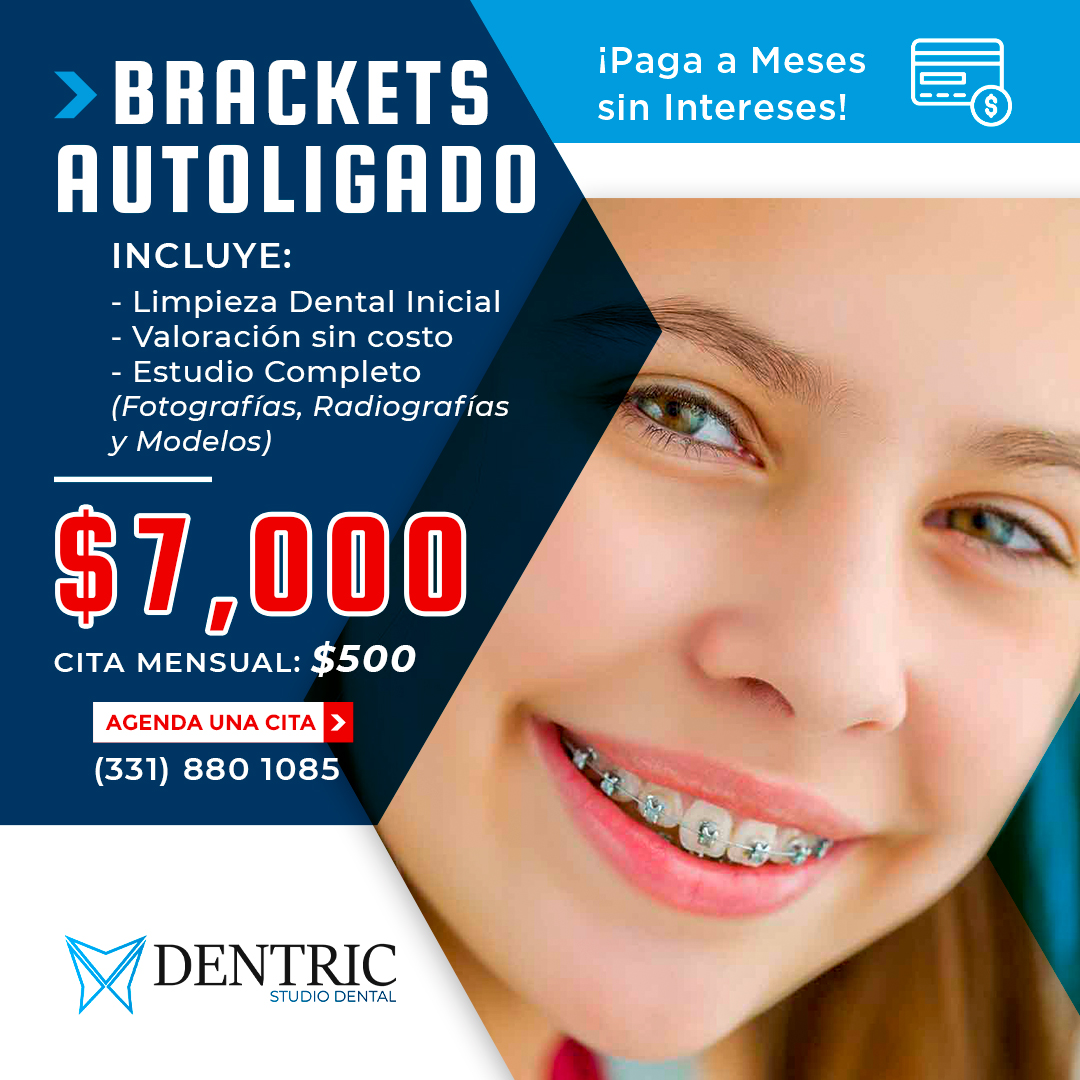 BRACKETS
AUTOLIGADO
INCLUYE:
- Limpieza Dental Inicial
- Valoración sin costo
- Estudio Completo
(Fotografías, Radiografías
y Modelos)
$7,000
CITA MENSUAL: $500
AGENDA UNA CITA
(331) 880 1085
¡Paga a Meses
sin Intereses!
$
DENTRIC
STUDIO DENTAL